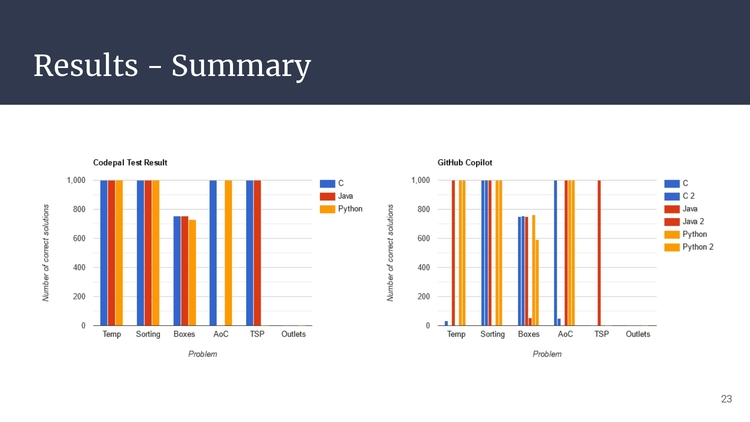 Results - Summary
Codepal Test Result
Number of correct solutions
1,000
800
600
400
200
0
Temp Sorting Boxes AoC TSP Outlets
Problem
C
Java
Python
GitHub Copilot
Number of correct solutions
1,000
800
600
400
200
0
Temp Sorting Boxes AoC TSP Outlets
Problem
C
C 2
Java
Java 2
Python
Python 2
23